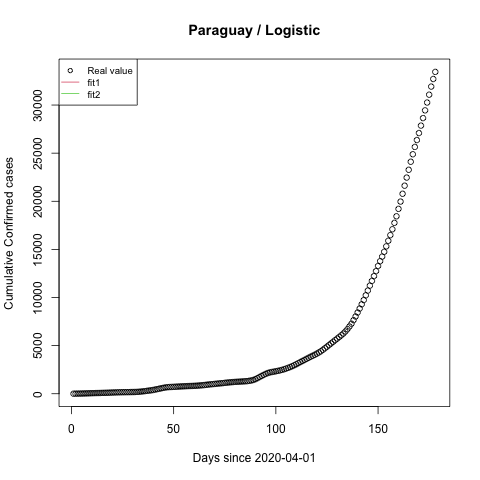 Paraguay / Logistic
Real value
fit1
fit2
Cumulative Confirmed cases
30000
25000
20000
15000
10000
5000
0
0 50 100 150
Days since 2020-04-01